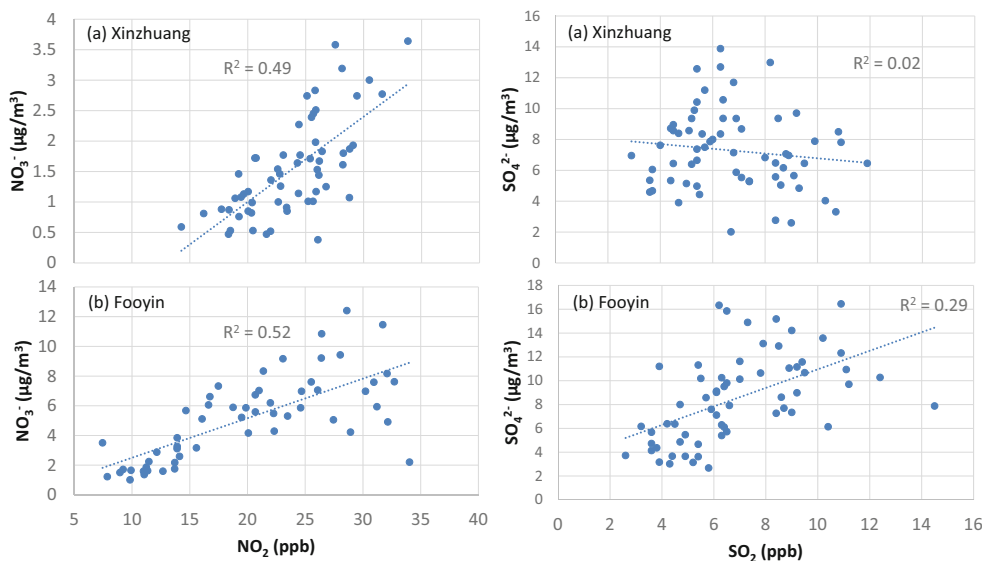 (a) Xinzhuang
R² = 0.49
NO₃⁻ (μg/m³)
4
3.5
3
2.5
2
1.5
1
0.5
0
(a) Xinzhuang
R² = 0.02
SO₄²⁻ (μg/m³)
16
14
12
10
8
6
4
2
0
(b) Fooyin
R² = 0.52
NO₃⁻ (μg/m³)
14
12
10
8
6
4
2
0
5 10 15 20 25 30 35 40
NO₂ (ppb)
(b) Fooyin
R² = 0.29
SO₄²⁻ (μg/m³)
18
16
14
12
10
8
6
4
2
0
0 2 4 6 8 10 12 14 16
SO₂ (ppb)